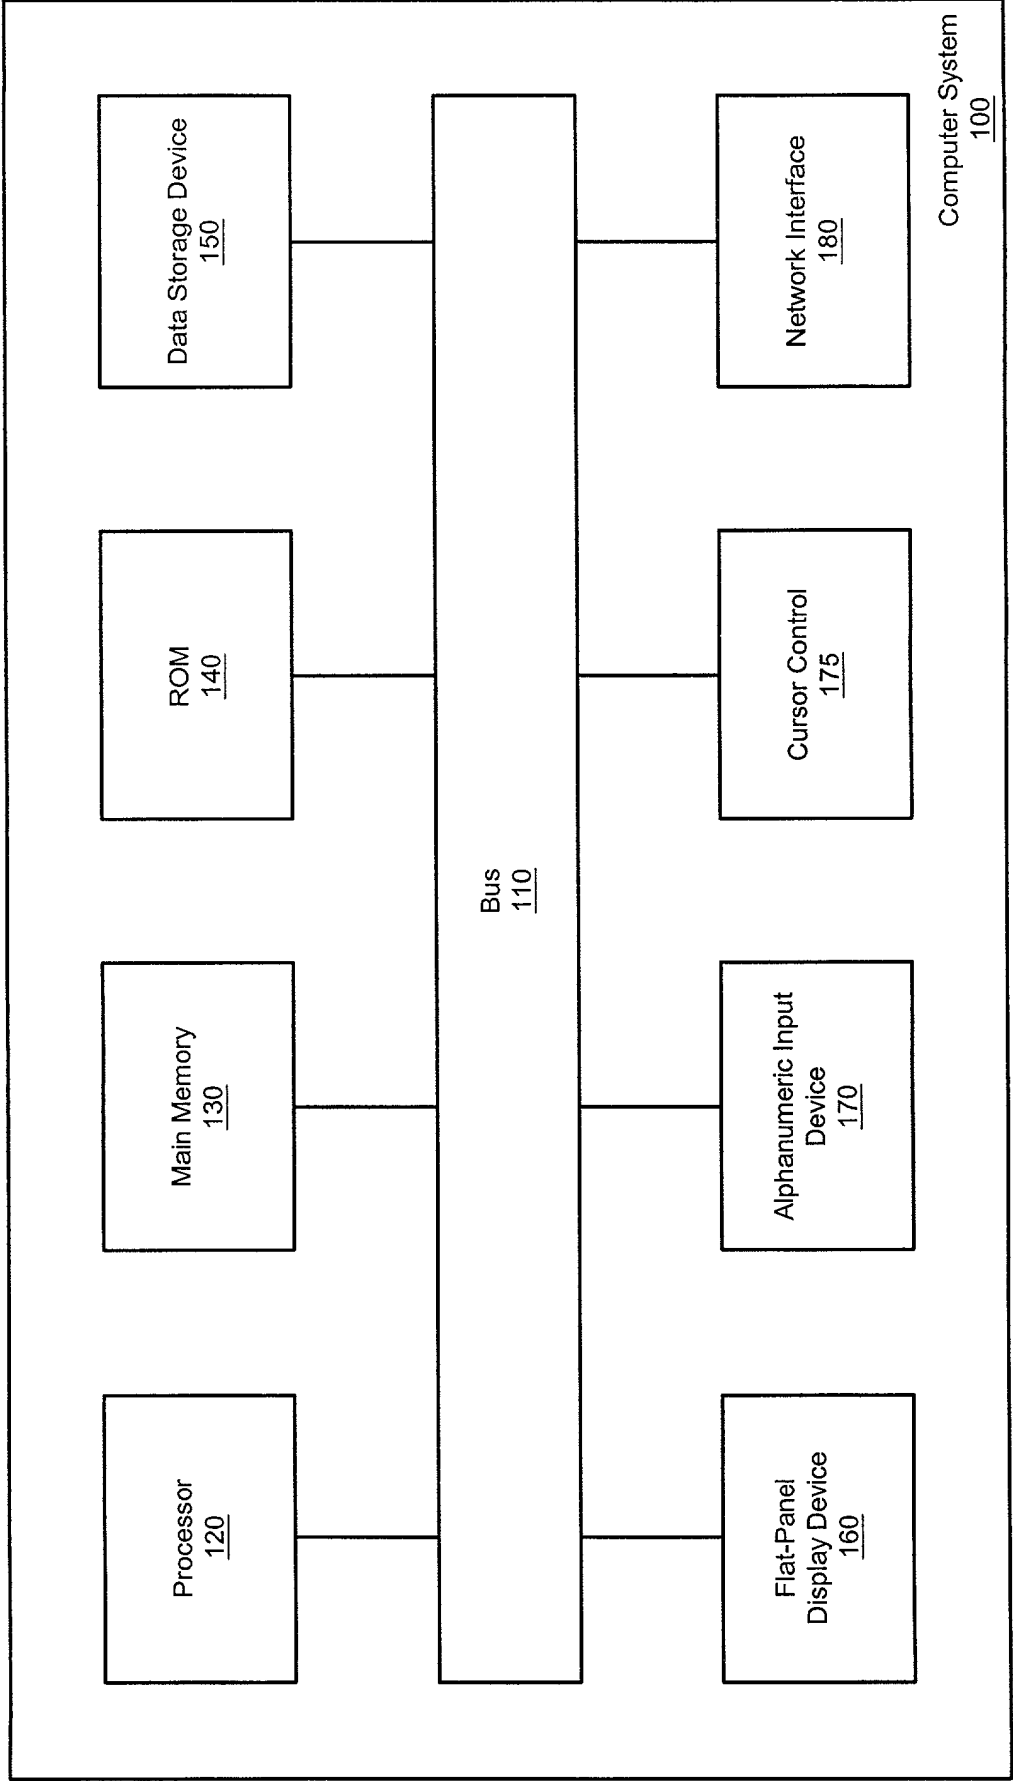 Processor
120
Main Memory
130
ROM
140
Data Storage Device
150
Bus
110
Flat-Panel
Display Device
160
Alphanumeric Input
Device
170
Cursor Control
175
Network Interface
180
Computer System
100